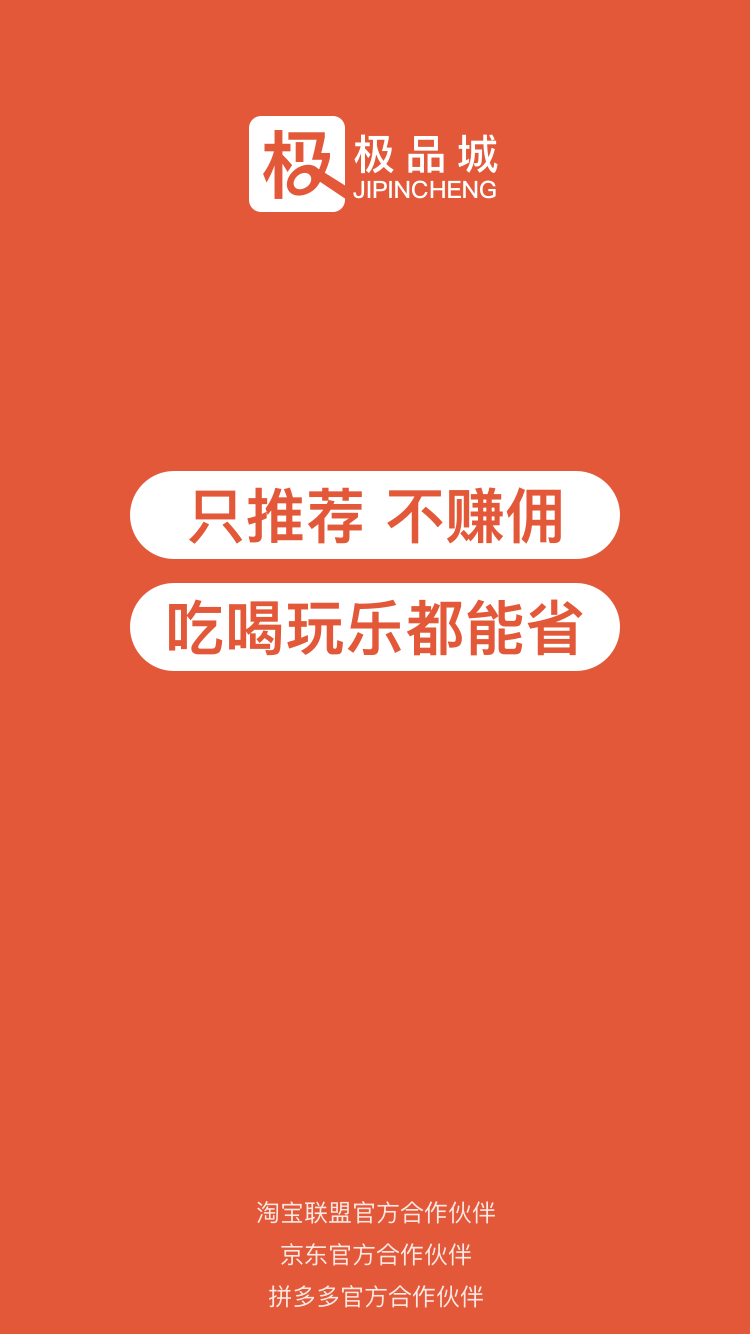 极
极品城
JIPINCHENG
只推荐 不赚佣
吃喝玩乐都能省
淘宝联盟官方合作伙伴
京东官方合作伙伴
拼多多官方合作伙伴